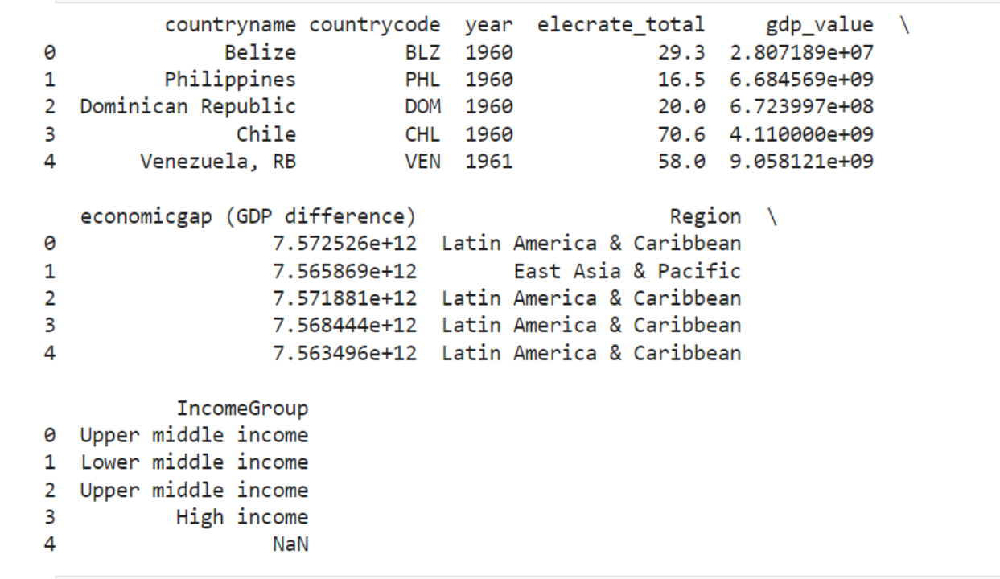 countryname countrycode year elecrate_total gdp_value \
0 Belize BLZ 1960 29.3 2.807189e+07
1 Philippines PHL 1960 16.5 6.684569e+09
2 Dominican Republic DOM 1960 20.0 6.723997e+08
3 Chile CHL 1960 70.6 4.110000e+09
4 Venezuela, RB VEN 1961 58.0 9.058121e+09
economicgap (GDP difference) Region \
0 7.572526e+12 Latin America & Caribbean
1 7.565869e+12 East Asia & Pacific
2 7.571881e+12 Latin America & Caribbean
3 7.568444e+12 Latin America & Caribbean
4 7.563496e+12 Latin America & Caribbean
IncomeGroup
0 Upper middle income
1 Lower middle income
2 Upper middle income
3 High income
4 NaN